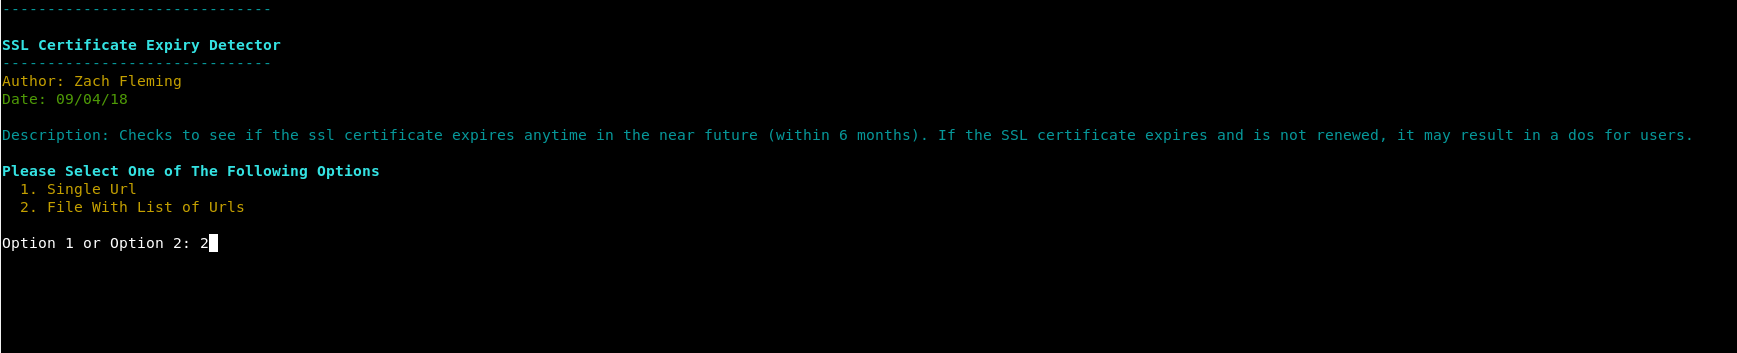 ------------------------------
SSL Certificate Expiry Detector
------------------------------
Author: Zach Fleming
Date: 09/04/18
Description: Checks to see if the ssl certificate expires anytime in the near future (within 6 months). If the SSL certificate expires and is not renewed, it may result in a dos for users.
Please Select One of The Following Options
1. Single Url
2. File With List of Urls
Option 1 or Option 2: 2